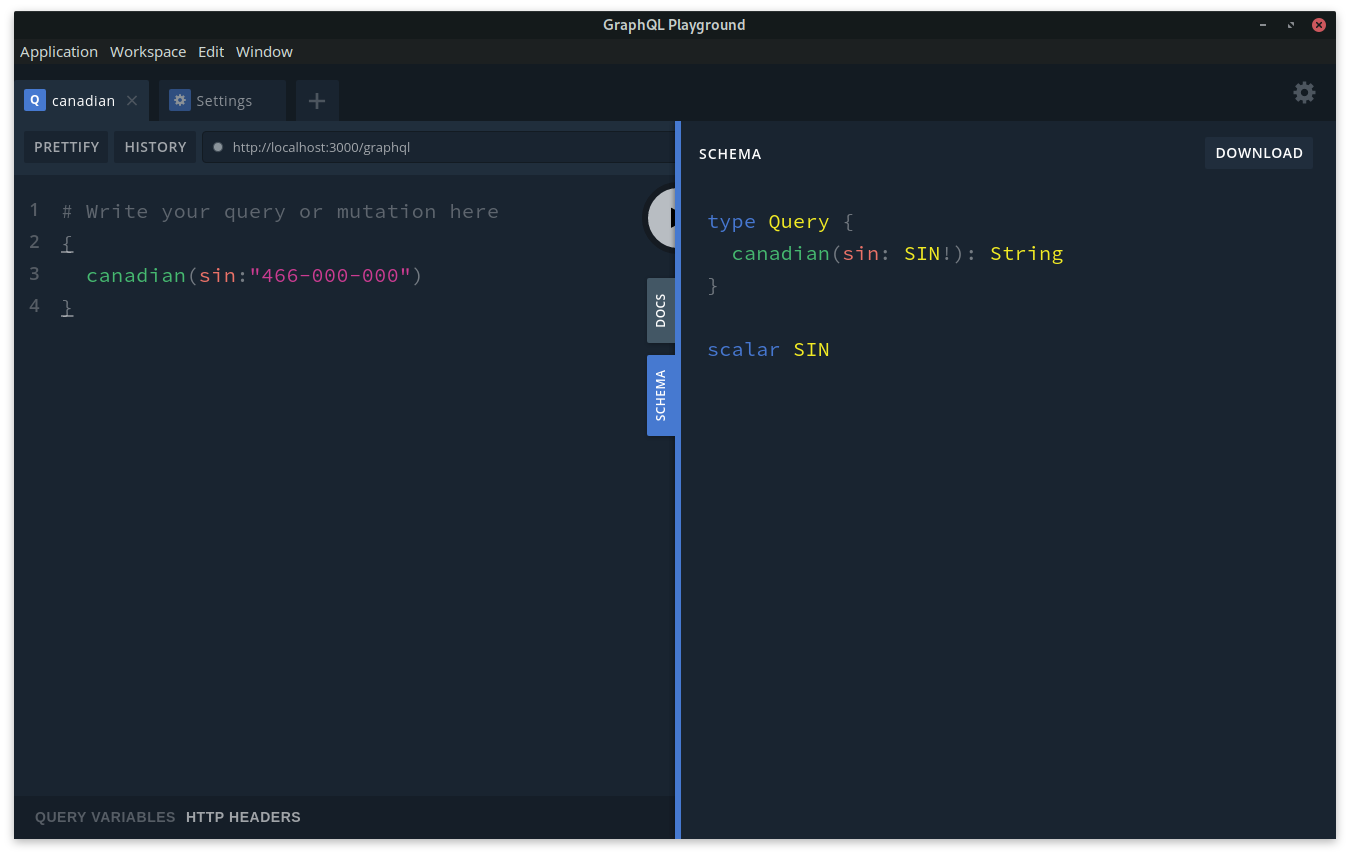 GraphQL Playground
Application Workspace Edit Window
Q canadian Settings
PRETTIFY HISTORY http://localhost:3000/graphql
1 # Write your query or mutation here
2 {
3 canadian(sin:"466-000-000")
4 }
DOCS
SCHEMA
QUERY VARIABLES HTTP HEADERS
SCHEMA DOWNLOAD
type Query {
canadian(sin: SIN!): String
}
scalar SIN